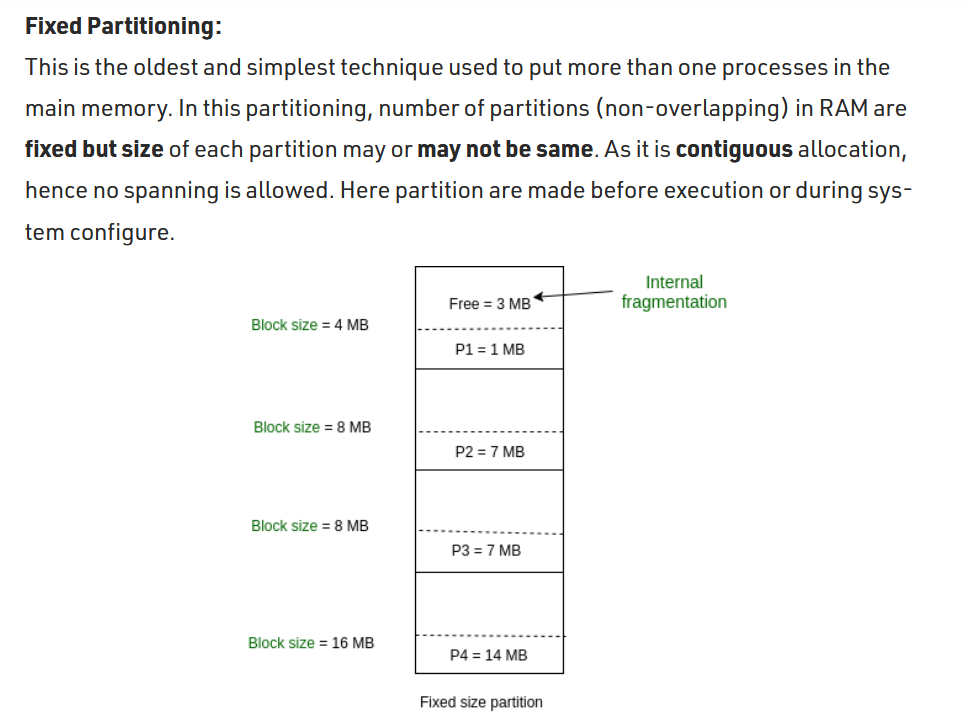 Fixed Partitioning:
This is the oldest and simplest technique used to put more than one processes in the
main memory. In this partitioning, number of partitions (non-overlapping) in RAM are
fixed but size of each partition may or may not be same. As it is contiguous allocation,
hence no spanning is allowed. Here partition are made before execution or during sys-
tem configure.
Internal
fragmentation
Free = 3 MB
Block size = 4 MB
P1 = 1 MB
Block size = 8 MB
P2 = 7 MB
Block size = 8 MB
P3 = 7 MB
Block size = 16 MB
P4 = 14 MB
Fixed size partition